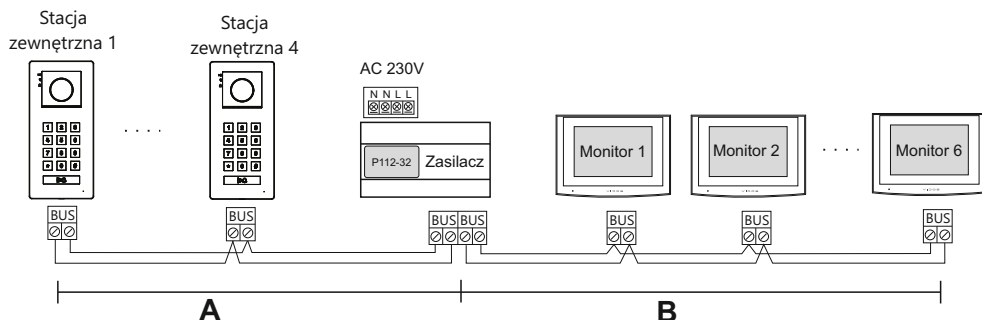 Stacja
zewnętrzna 1
Stacja
zewnętrzna 4
AC 230V
N N L L
P112-32
Zasilacz
Monitor 1
Monitor 2
Monitor 6
BUS
BUS
BUS BUS
BUS
BUS
BUS
A
B